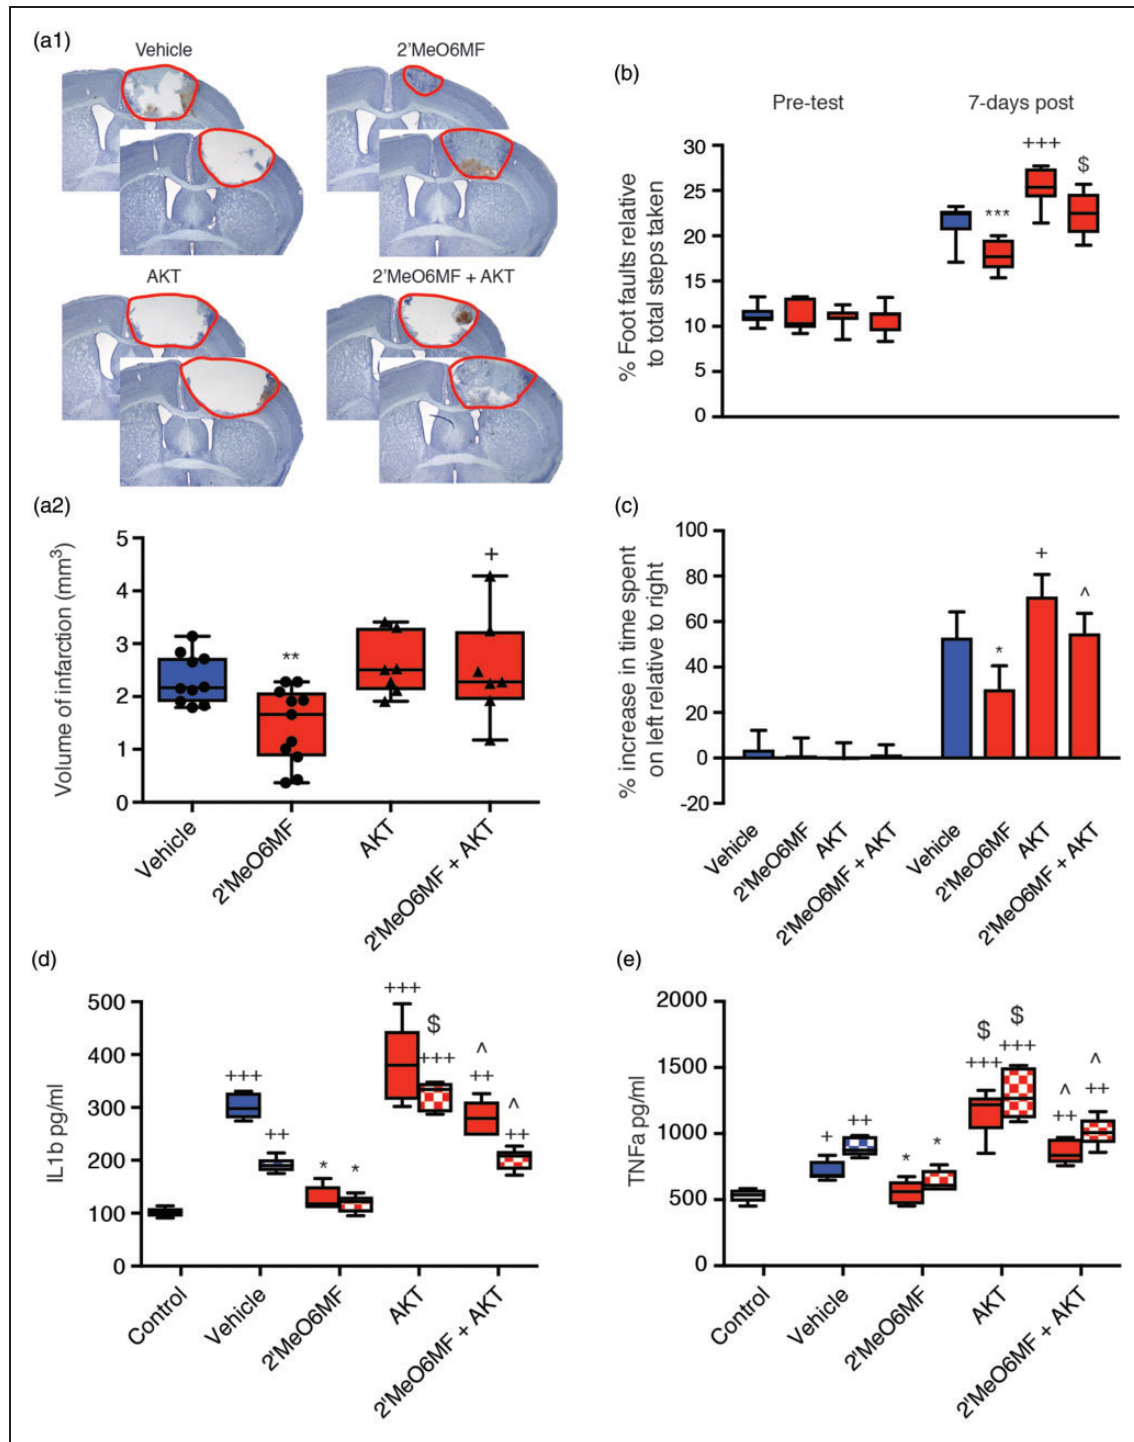 (a1)
Vehicle
2'MeO6MF
AKT
2'MeO6MF + AKT
(b)
Pre-test
7-days post
% Foot faults relative
to total steps taken
30
25
20
15
10
5
0
***
+++
$
(a2)
Volume of infarction (mm³)
5
4
3
2
1
0
**
+
Vehicle
2'MeO6MF
AKT
2'MeO6MF + AKT
(c)
% increase in time spent
on left relative to right
100
80
60
40
20
0
-20
*
+
^
Vehicle
2'MeO6MF
AKT
2'MeO6MF + AKT
Vehicle
2'MeO6MF
AKT
2'MeO6MF + AKT
(d)
IL1b pg/ml
500
400
300
200
100
0
+++
++
*
*
+++
$
+++
^
++
^
++
Control
Vehicle
2'MeO6MF
AKT
2'MeO6MF + AKT
(e)
TNFa pg/ml
2000
1500
1000
500
0
+
++
*
*
$
+++
$
+++
^
++
^
++
Control
Vehicle
2'MeO6MF
AKT
2'MeO6MF + AKT